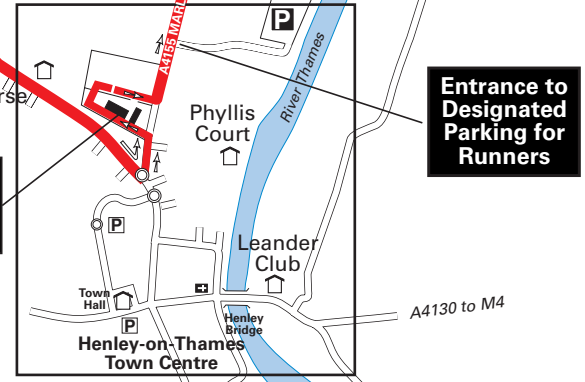 P
A4155 MARL
River Thames
rse
Phyllis
Court
Entrance to
Designated
Parking for
Runners
P
Leander
Club
Town
Hall
P
Henley
Bridge
A4130 to M4
Henley-on-Thames
Town Centre